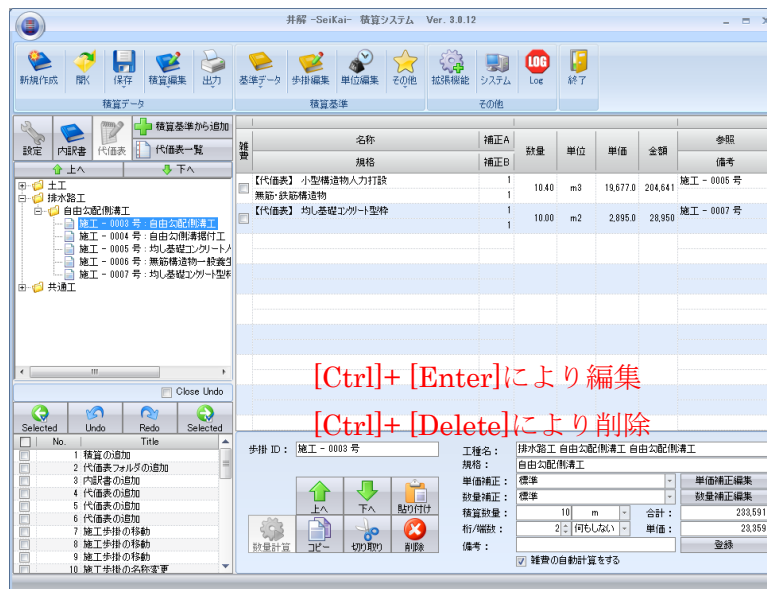 井解 −SeiKai− 積算システム Ver. 3.0.12
新規作成 開く 保存 積算編集 出力 基準データ 歩掛編集 単位編集 その他 拡張機能 システム Log 終了
積算データ 積算基準 その他
設定 内訳書 代価表 積算基準から追加
代価表一覧
上へ 下へ
土工
排水路工
自由勾配側溝工
施工 - 0003 号:自由勾配側溝工
施工 - 0004 号:自由勾配側溝据付工
施工 - 0005 号:均し基礎コンクリート人
施工 - 0006 号:無筋構造物一般養生
施工 - 0007 号:均し基礎コンクリート型枠
共通工
Close Undo
Selected Undo Redo Selected
No. Title
1 積算の追加
2 代価表フォルダの追加
3 内訳書の追加
4 代価表の追加
5 代価表の追加
6 代価表の追加
7 施工歩掛の移動
8 施工歩掛の移動
9 施工歩掛の移動
10 施工歩掛の名称変更
雑費 名称 補正A 数量 単位 単価 金額 参照
規格 補正B 備考
【代価表】 小型構造物人力打設 1 10.40 m3 19,677.0 204,641 施工 - 0005 号
無筋・鉄筋構造物 1
【代価表】 均し基礎コンクリート型枠 1 10.00 m2 2,895.0 28,950 施工 - 0007 号
1
[Ctrl]+ [Enter]により編集
[Ctrl]+ [Delete]により削除
歩掛 ID: 施工 - 0003 号
上へ 下へ 貼り付け
数量計算 コピー 切り取り 削除
工種名: 排水路工 自由勾配側溝工 自由勾配側溝工
規格: 自由勾配側溝工
単価補正: 標準 単価補正編集
数量補正: 標準 数量補正編集
積算数量: 10 m 合計: 233,591
桁/端数: 2 何もしない 単価: 23,359
備考: 登録
雑費の自動計算をする